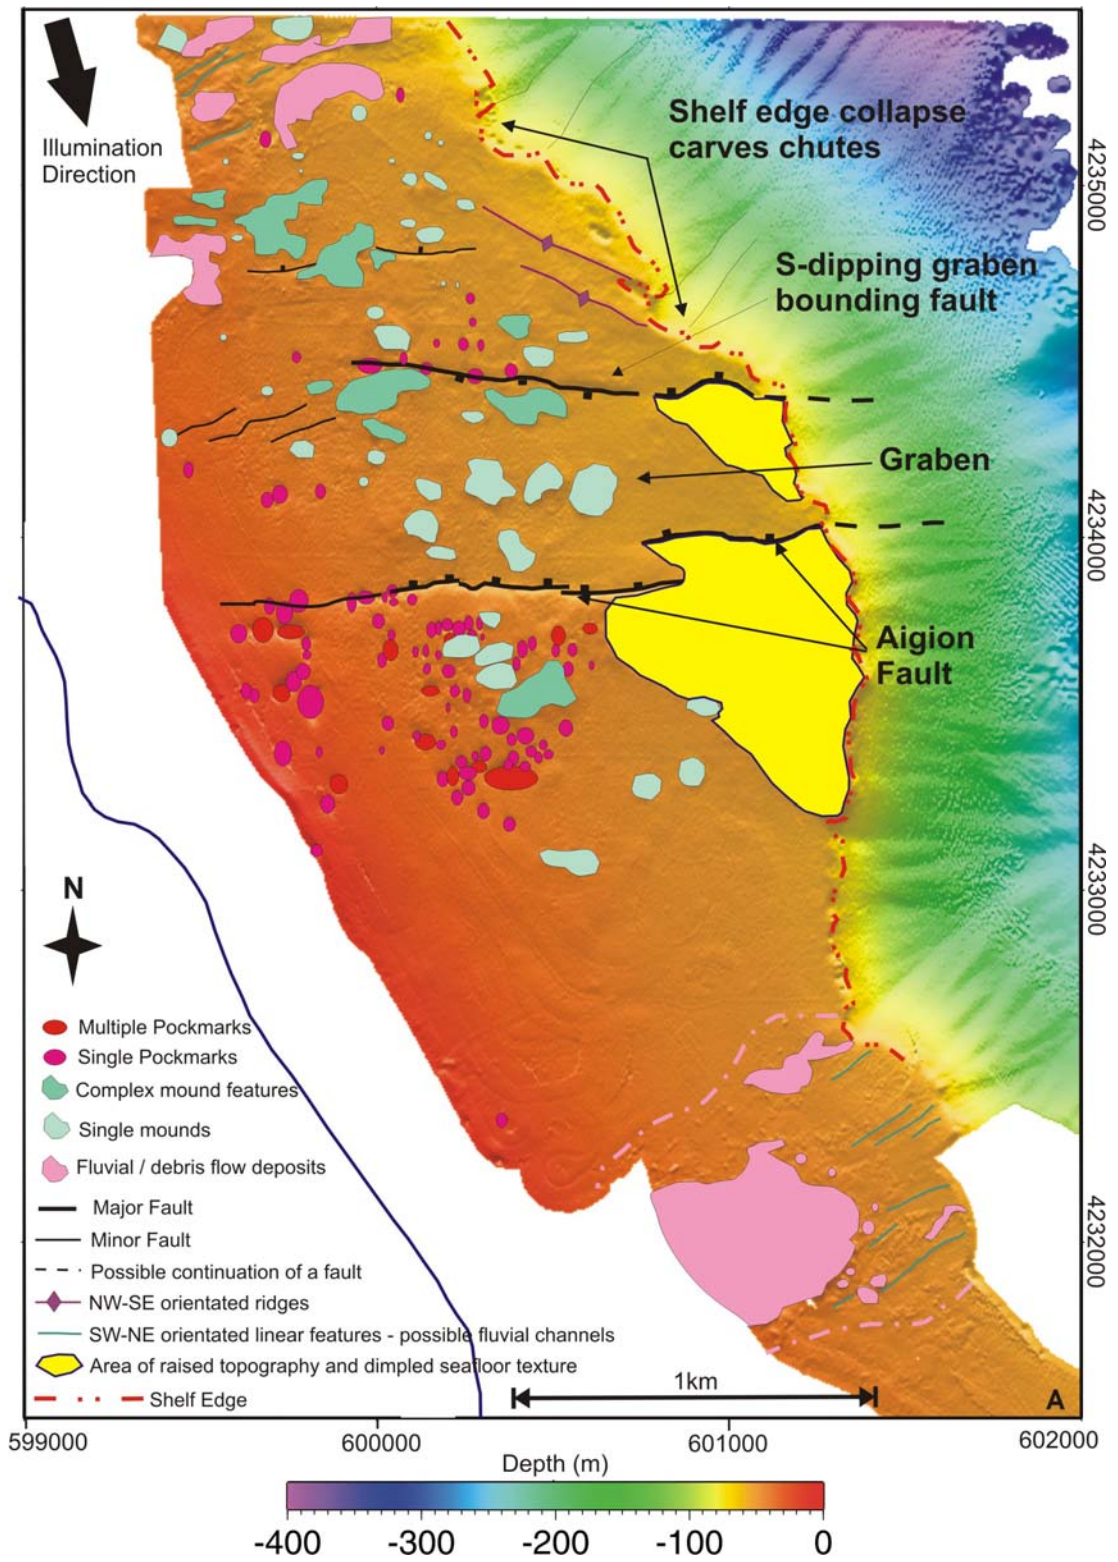 Illumination
Direction
Shelf edge collapse
carves chutes
4235000
S-dipping graben
bounding fault
Graben
4234000
Aigion
Fault
4233000
N
Multiple Pockmarks
Single Pockmarks
Complex mound features
Single mounds
Fluvial / debris flow deposits
Major Fault
Minor Fault
Possible continuation of a fault
NW-SE orientated ridges
SW-NE orientated linear features - possible fluvial channels
Area of raised topography and dimpled seafloor texture
Shelf Edge
4232000
1km
A
599000 600000 601000 602000
Depth (m)
-400 -300 -200 -100 0